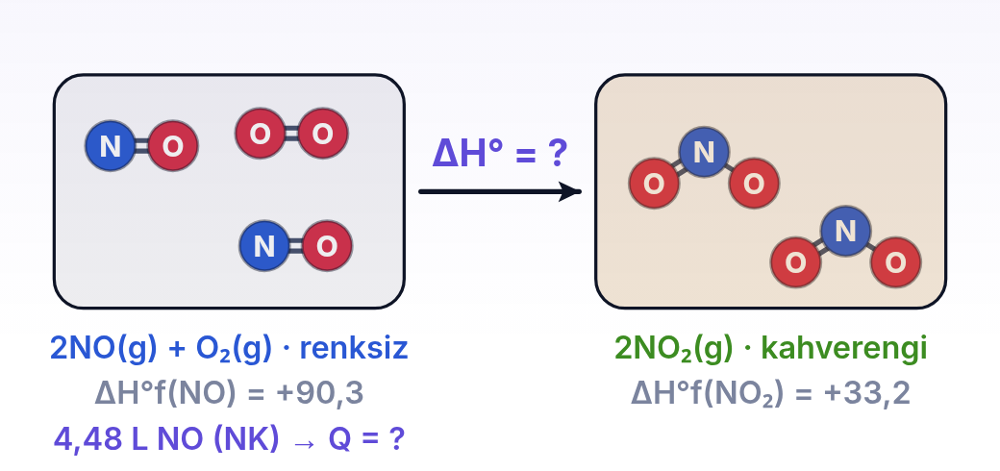 N O O O
N O
ΔH° = ?
N O O
N O O
2NO(g) + O₂(g) · renksiz
ΔH°f(NO) = +90,3
4,48 L NO (NK) → Q = ?
2NO₂(g) · kahverengi
ΔH°f(NO₂) = +33,2